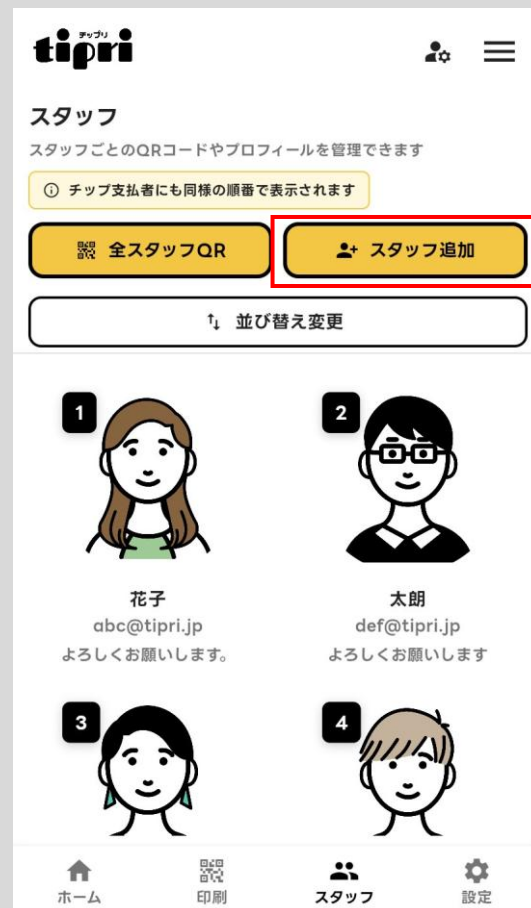 チップリ
tipri
スタッフ
スタッフごとのQRコードやプロフィールを管理できます
チップ支払者にも同様の順番で表示されます
全スタッフQR
スタッフ追加
並び替え変更
1
2
花子
太朗
abc@tipri.jp
def@tipri.jp
よろしくお願いします。
よろしくお願いします
3
4
ホーム
印刷
スタッフ
設定